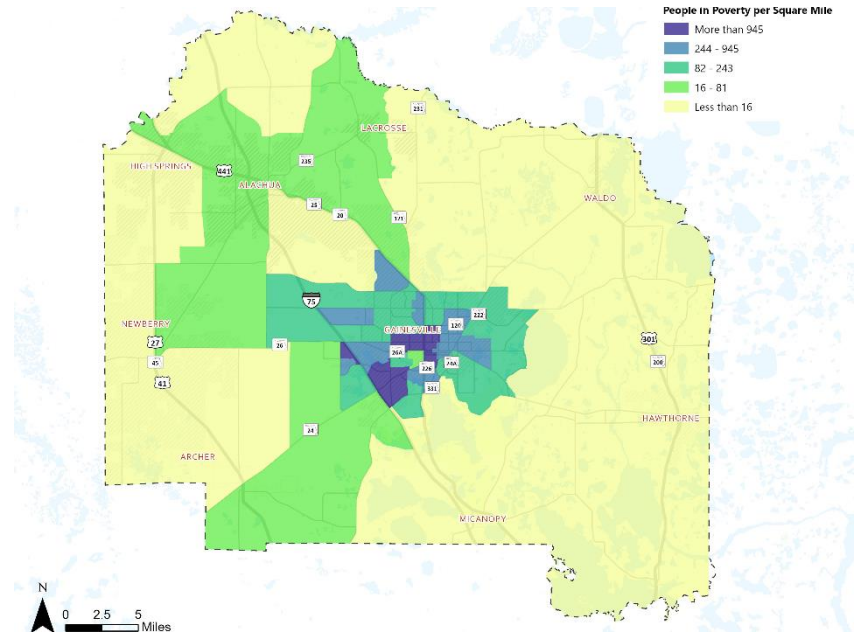 People in Poverty per Square Mile
More than 945
244 - 945
82 - 243
16 - 81
Less than 16
231
LACROSSE
HIGH SPRINGS
441
235
ALACHUA
WALDO
20
121
75
222
NEWBERRY
GAINESVILLE
120
27
26
26A
301
45
226
24A
200
41
331
24
HAWTHORNE
ARCHER
MICANOPY
N
0 2.5 5
Miles